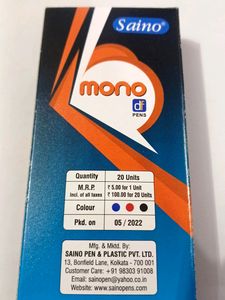 Saino®
mono
df
PENS
Quantity 20 Units
M.R.P. ₹ 5.00 for 1 Unit
Incl. of all taxes ₹ 100.00 for 20 Units
Colour
Pkd. on 05 / 2022
Mfg. & Mktd. By:
SAINO PEN & PLASTIC PVT. LTD.
13, Bonfield Lane, Kolkata - 700 001
Customer Care: +91 98303 91008
Email: sainopen@yahoo.co.in
Website: www.sainopens.com